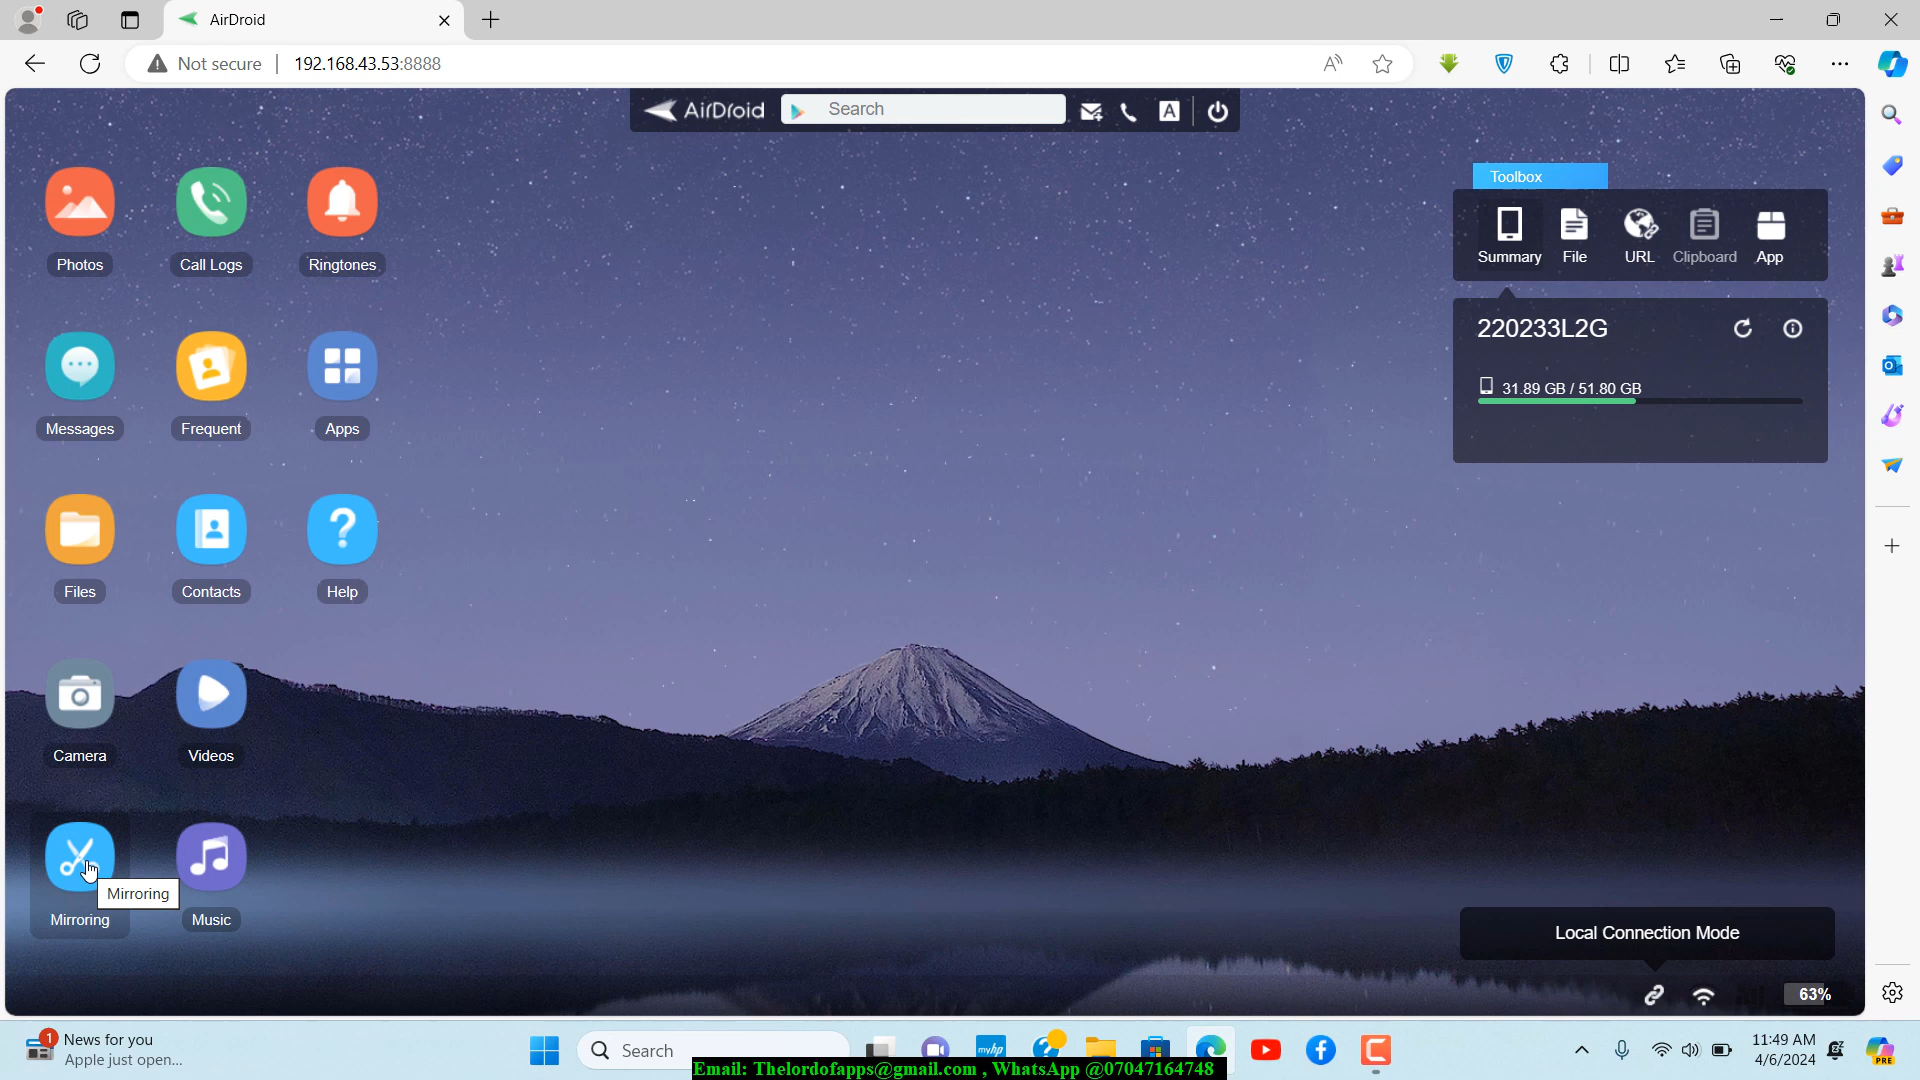 AirDroid
Not secure
192.168.43.53:8888
AirDroid
Search
A
Toolbox
Summary
File
URL
Clipboard
App
220233L2G
31.89 GB / 51.80 GB
Photos
Call Logs
Ringtones
Messages
Frequent
Apps
Files
Contacts
Help
Camera
Videos
Mirroring
Mirroring
Music
Local Connection Mode
63%
1
News for you
Apple just open...
Search
myhp
11:49 AM
4/6/2024
PRE
Email: Thelordofapps@gmail.com , WhatsApp @07047164748